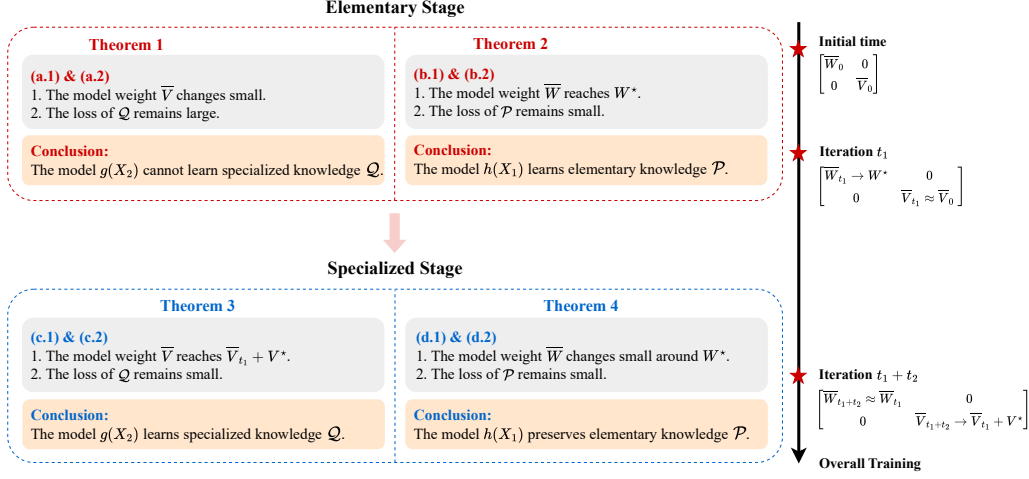 Elementary Stage
Theorem 1
(a.1) & (a.2)
1. The model weight V̅ changes small.
2. The loss of 𝒬 remains large.
Conclusion:
The model g(X₂) cannot learn specialized knowledge 𝒬.
Theorem 2
(b.1) & (b.2)
1. The model weight W̅ reaches W⋆.
2. The loss of 𝒫 remains small.
Conclusion:
The model h(X₁) learns elementary knowledge 𝒫.
Specialized Stage
Theorem 3
(c.1) & (c.2)
1. The model weight V̅ reaches V̅_{t₁} + V⋆.
2. The loss of 𝒬 remains small.
Conclusion:
The model g(X₂) learns specialized knowledge 𝒬.
Theorem 4
(d.1) & (d.2)
1. The model weight W̅ changes small around W⋆.
2. The loss of 𝒫 remains small.
Conclusion:
The model h(X₁) preserves elementary knowledge 𝒫.
Initial time
[W̅₀ 0
0 V̅₀]
Iteration t₁
[W̅_{t₁} → W⋆ 0
0 V̅_{t₁} ≈ V̅₀]
Iteration t₁ + t₂
[W̅_{t₁+t₂} ≈ W̅_{t₁} 0
0 V̅_{t₁+t₂} → V̅_{t₁} + V⋆]
Overall Training